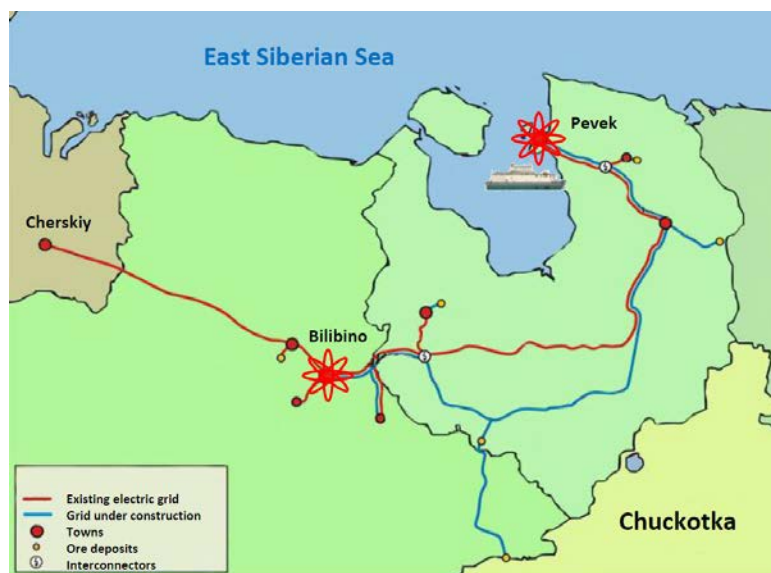 East Siberian Sea
Pevek
Cherskiy
Bilibino
Existing electric grid
Grid under construction
Towns
Ore deposits
Interconnectors
Chuckotka